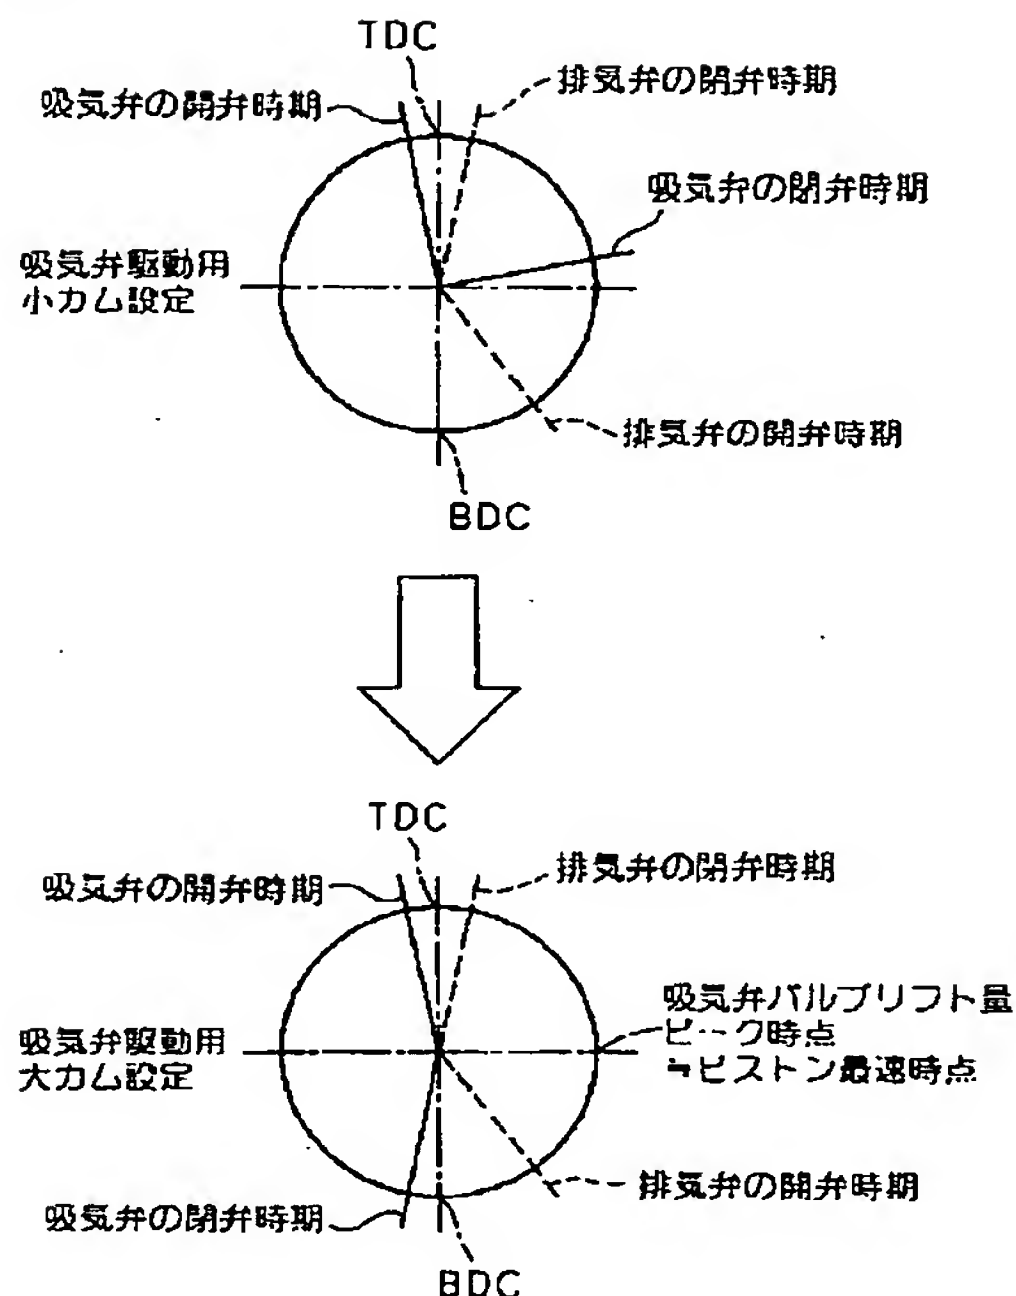 TDC
吸気弁の開弁時期
排気弁の閉弁時期
吸気弁の閉弁時期
吸気弁駆動用
小カム設定
排気弁の開弁時期
BDC
TDC
吸気弁の開弁時期
排気弁の閉弁時期
吸気弁バルブリフト量
ピーク時点
≒ピストン最速時点
吸気弁駆動用
大カム設定
排気弁の開弁時期
吸気弁の閉弁時期
BDC